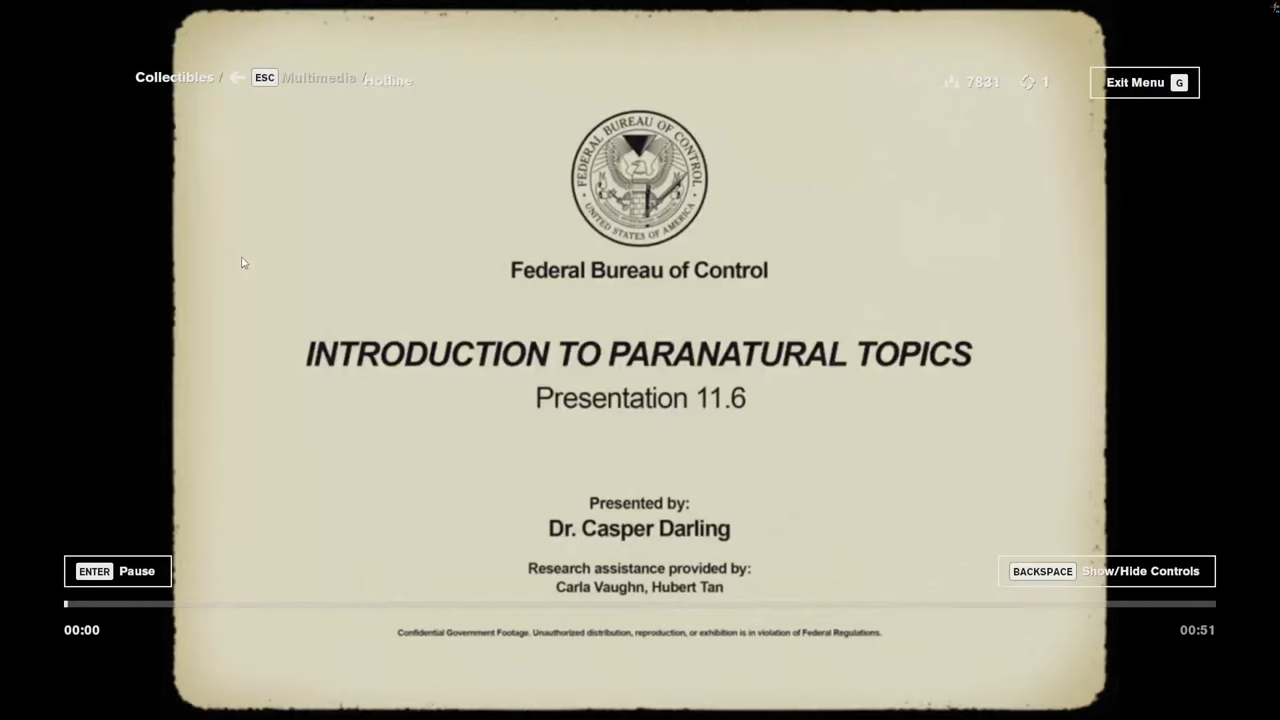 Collectibles / ESC Multimedia / Hotline
7831 1
Exit Menu G
FEDERAL BUREAU OF CONTROL
UNITED STATES OF AMERICA
Federal Bureau of Control
INTRODUCTION TO PARANATURAL TOPICS
Presentation 11.6
Presented by:
Dr. Casper Darling
Research assistance provided by:
Carla Vaughn, Hubert Tan
ENTER Pause
BACKSPACE Show/Hide Controls
00:00
00:51
Confidential Government Footage. Unauthorized distribution, reproduction, or exhibition is in violation of Federal Regulations.